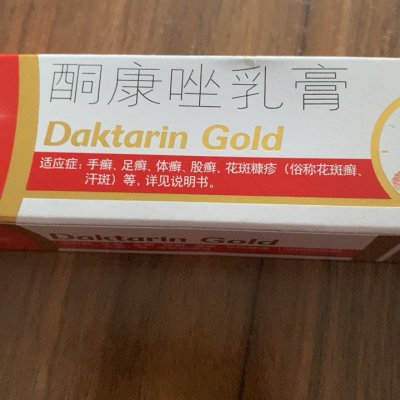 酮康唑乳膏
Daktarin Gold
适应症：手癣、足癣、体癣、股癣、花斑糠疹（俗称花斑癣、
汗斑）等，详见说明书。
Daktarin Gold